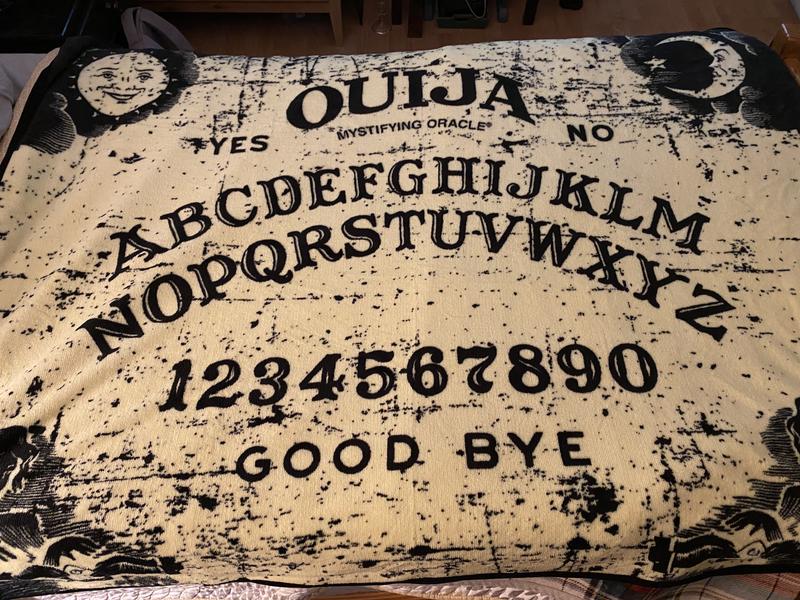 OUIJA
MYSTIFYING ORACLE®
YES NO
ABCDEFGHIJKLM
NOPQRSTUVWXYZ
1234567890
GOOD BYE